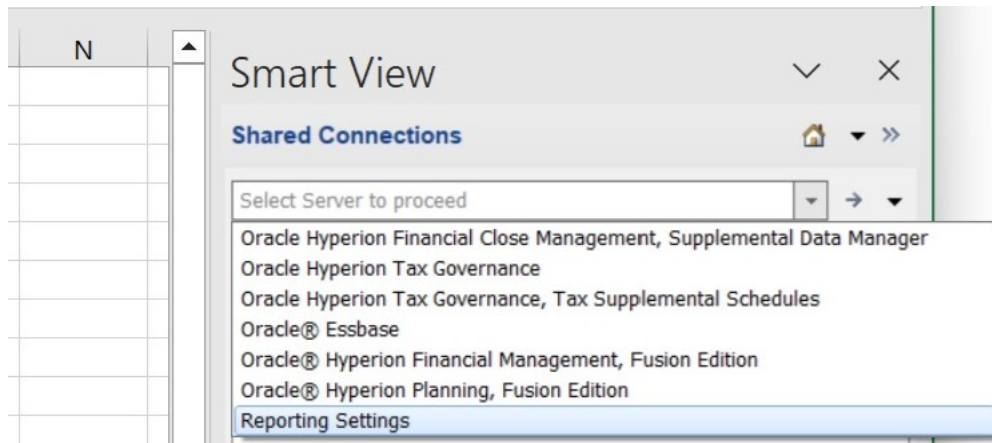 N
Smart View
Shared Connections
Select Server to proceed
Oracle Hyperion Financial Close Management, Supplemental Data Manager
Oracle Hyperion Tax Governance
Oracle Hyperion Tax Governance, Tax Supplemental Schedules
Oracle® Essbase
Oracle® Hyperion Financial Management, Fusion Edition
Oracle® Hyperion Planning, Fusion Edition
Reporting Settings